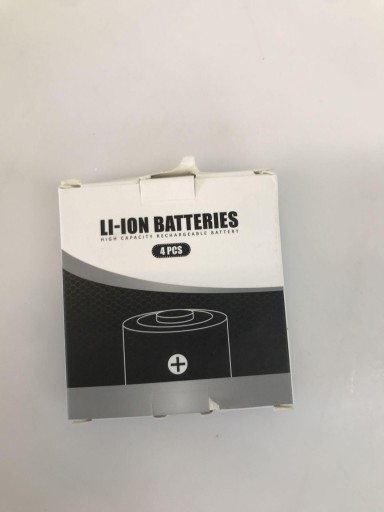 LI-ION BATTERIES
HIGH CAPACITY RECHARGEABLE BATTERY
4 PCS